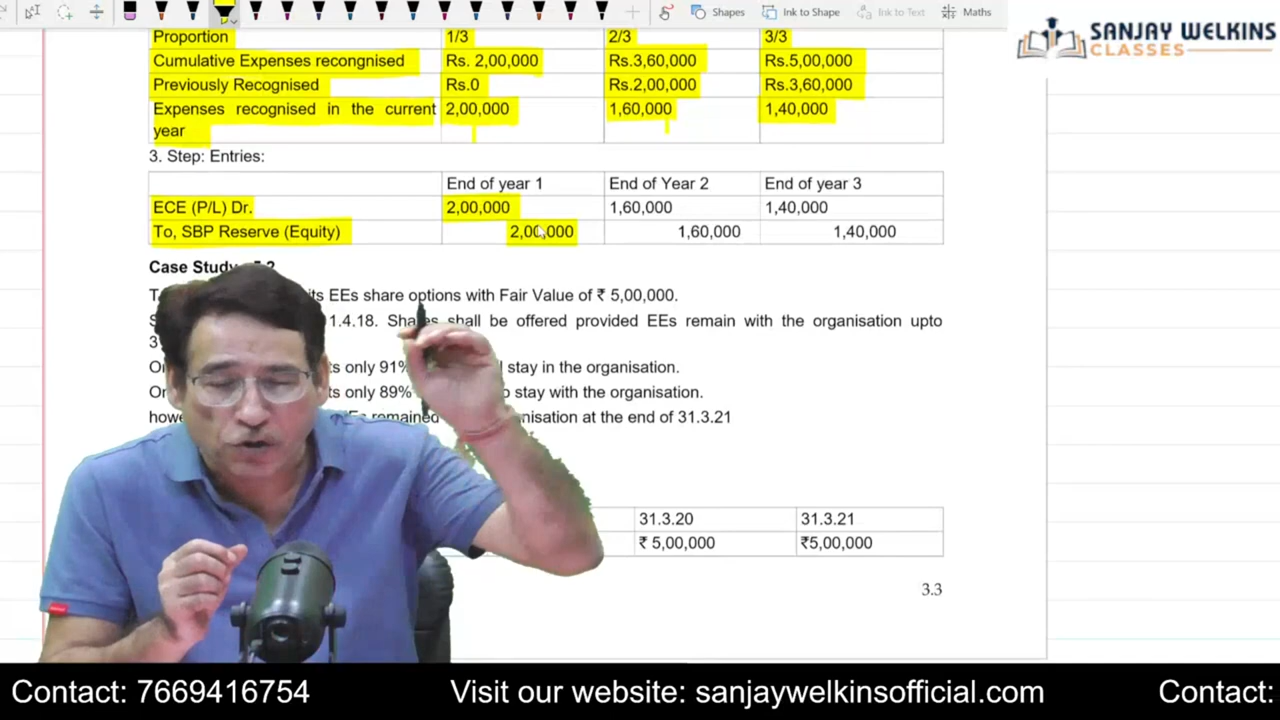 Shapes
Ink to Shape
Ink to Text
Maths
SANJAY WELKINS
CLASSES
Proportion 1/3 2/3 3/3
Cumulative Expenses recongnised Rs. 2,00,000 Rs.3,60,000 Rs.5,00,000
Previously Recognised Rs.0 Rs.2,00,000 Rs.3,60,000
Expenses recognised in the current 2,00,000 1,60,000 1,40,000
year
3. Step: Entries:
End of year 1 End of Year 2 End of year 3
ECE (P/L) Dr. 2,00,000 1,60,000 1,40,000
To, SBP Reserve (Equity) 2,00,000 1,60,000 1,40,000
Case Study
its EEs share options with Fair Value of ₹ 5,00,000.
1.4.18. Shares shall be offered provided EEs remain with the organisation upto
3
only 91% stay in the organisation.
only 89% stay with the organisation.
EEs remained at the end of 31.3.21
31.3.20 31.3.21
₹ 5,00,000 ₹5,00,000
3.3
Contact: 7669416754 Visit our website: sanjaywelkinsofficial.com Contact: